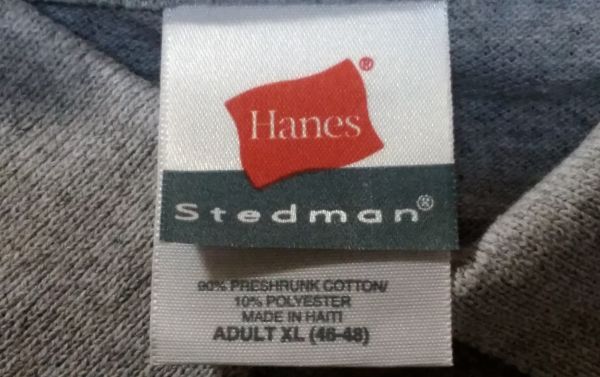 Hanes®
Stedman®
90% PRESHRUNK COTTON/
10% POLYESTER
MADE IN HAITI
ADULT XL (46-48)